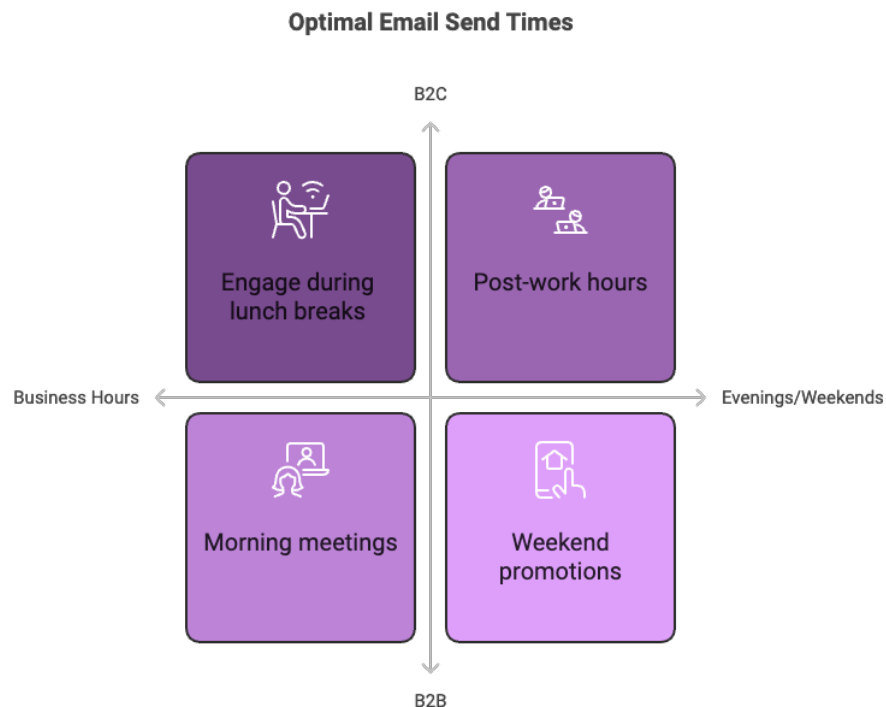 Optimal Email Send Times
B2C
Engage during
lunch breaks
Post-work hours
Business Hours
Evenings/Weekends
Morning meetings
Weekend
promotions
B2B